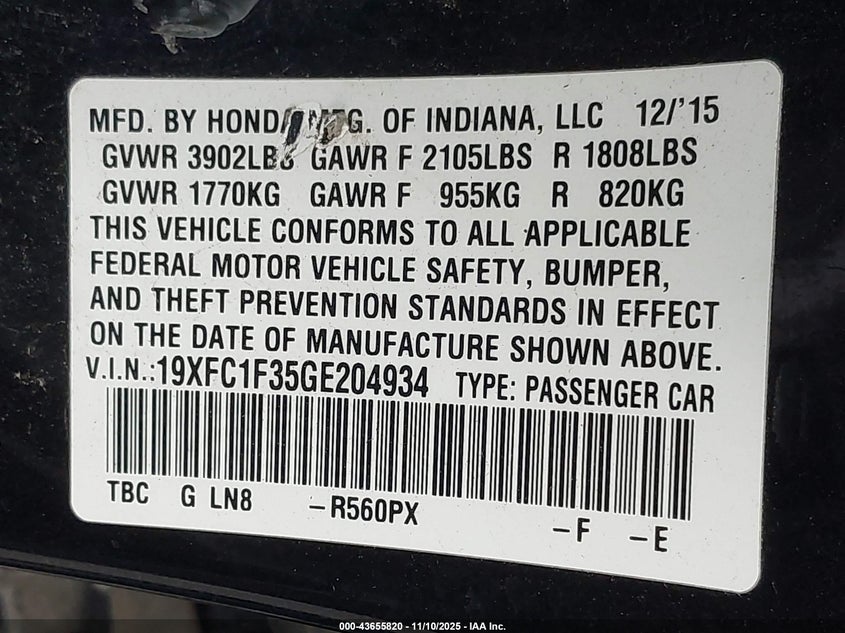 MFD. BY HONDA MFG. OF INDIANA, LLC 12/'15
GVWR 3902LBS GAWR F 2105LBS R 1808LBS
GVWR 1770KG GAWR F 955KG R 820KG
THIS VEHICLE CONFORMS TO ALL APPLICABLE
FEDERAL MOTOR VEHICLE SAFETY, BUMPER,
AND THEFT PREVENTION STANDARDS IN EFFECT
ON THE DATE OF MANUFACTURE SHOWN ABOVE.
V.I.N.:19XFC1F35GE204934 TYPE: PASSENGER CAR
TBC G LN8 –R560PX –F –E
000-43655820 — 11/10/2025 — IAA Inc.